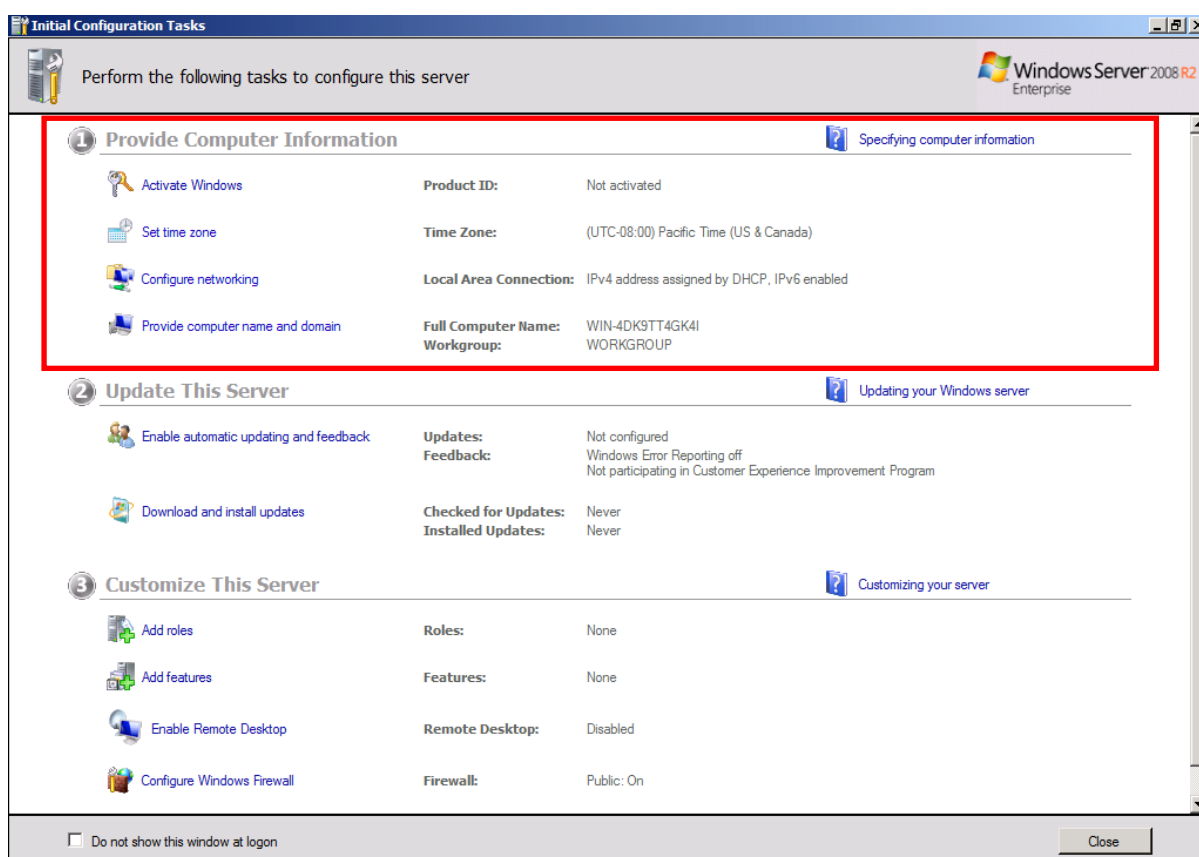 Initial Configuration Tasks
Perform the following tasks to configure this server
Windows Server 2008 R2
Enterprise
1 Provide Computer Information
Specifying computer information
Activate Windows Product ID: Not activated
Set time zone Time Zone: (UTC-08:00) Pacific Time (US & Canada)
Configure networking Local Area Connection: IPv4 address assigned by DHCP, IPv6 enabled
Provide computer name and domain Full Computer Name: WIN-4DK9TT4GK4I
Workgroup: WORKGROUP
2 Update This Server
Updating your Windows server
Enable automatic updating and feedback Updates: Not configured
Feedback: Windows Error Reporting off
Not participating in Customer Experience Improvement Program
Download and install updates Checked for Updates: Never
Installed Updates: Never
3 Customize This Server
Customizing your server
Add roles Roles: None
Add features Features: None
Enable Remote Desktop Remote Desktop: Disabled
Configure Windows Firewall Firewall: Public: On
Do not show this window at logon
Close